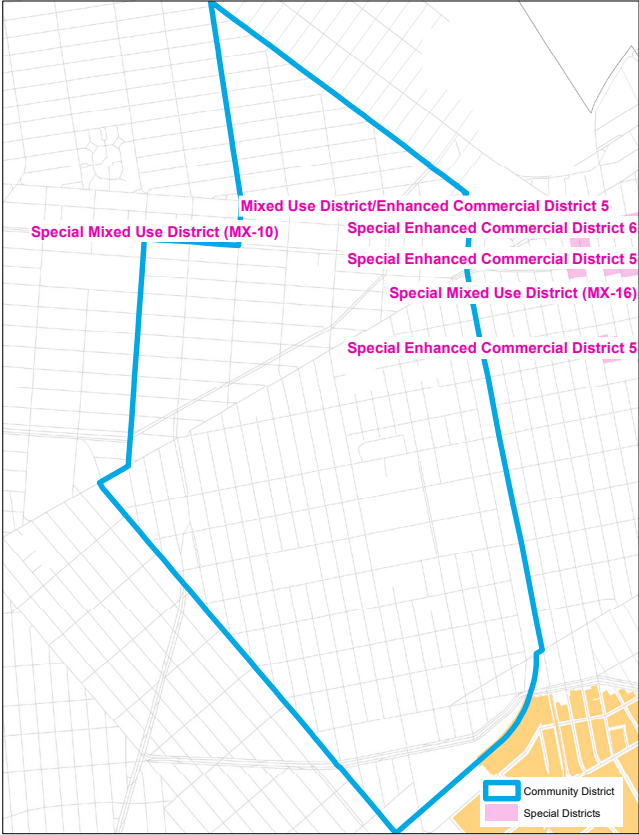 Mixed Use District/Enhanced Commercial District 5
Special Mixed Use District (MX-10)
Special Enhanced Commercial District 6
Special Enhanced Commercial District 5
Special Mixed Use District (MX-16)
Special Enhanced Commercial District 5
Community District
Special Districts